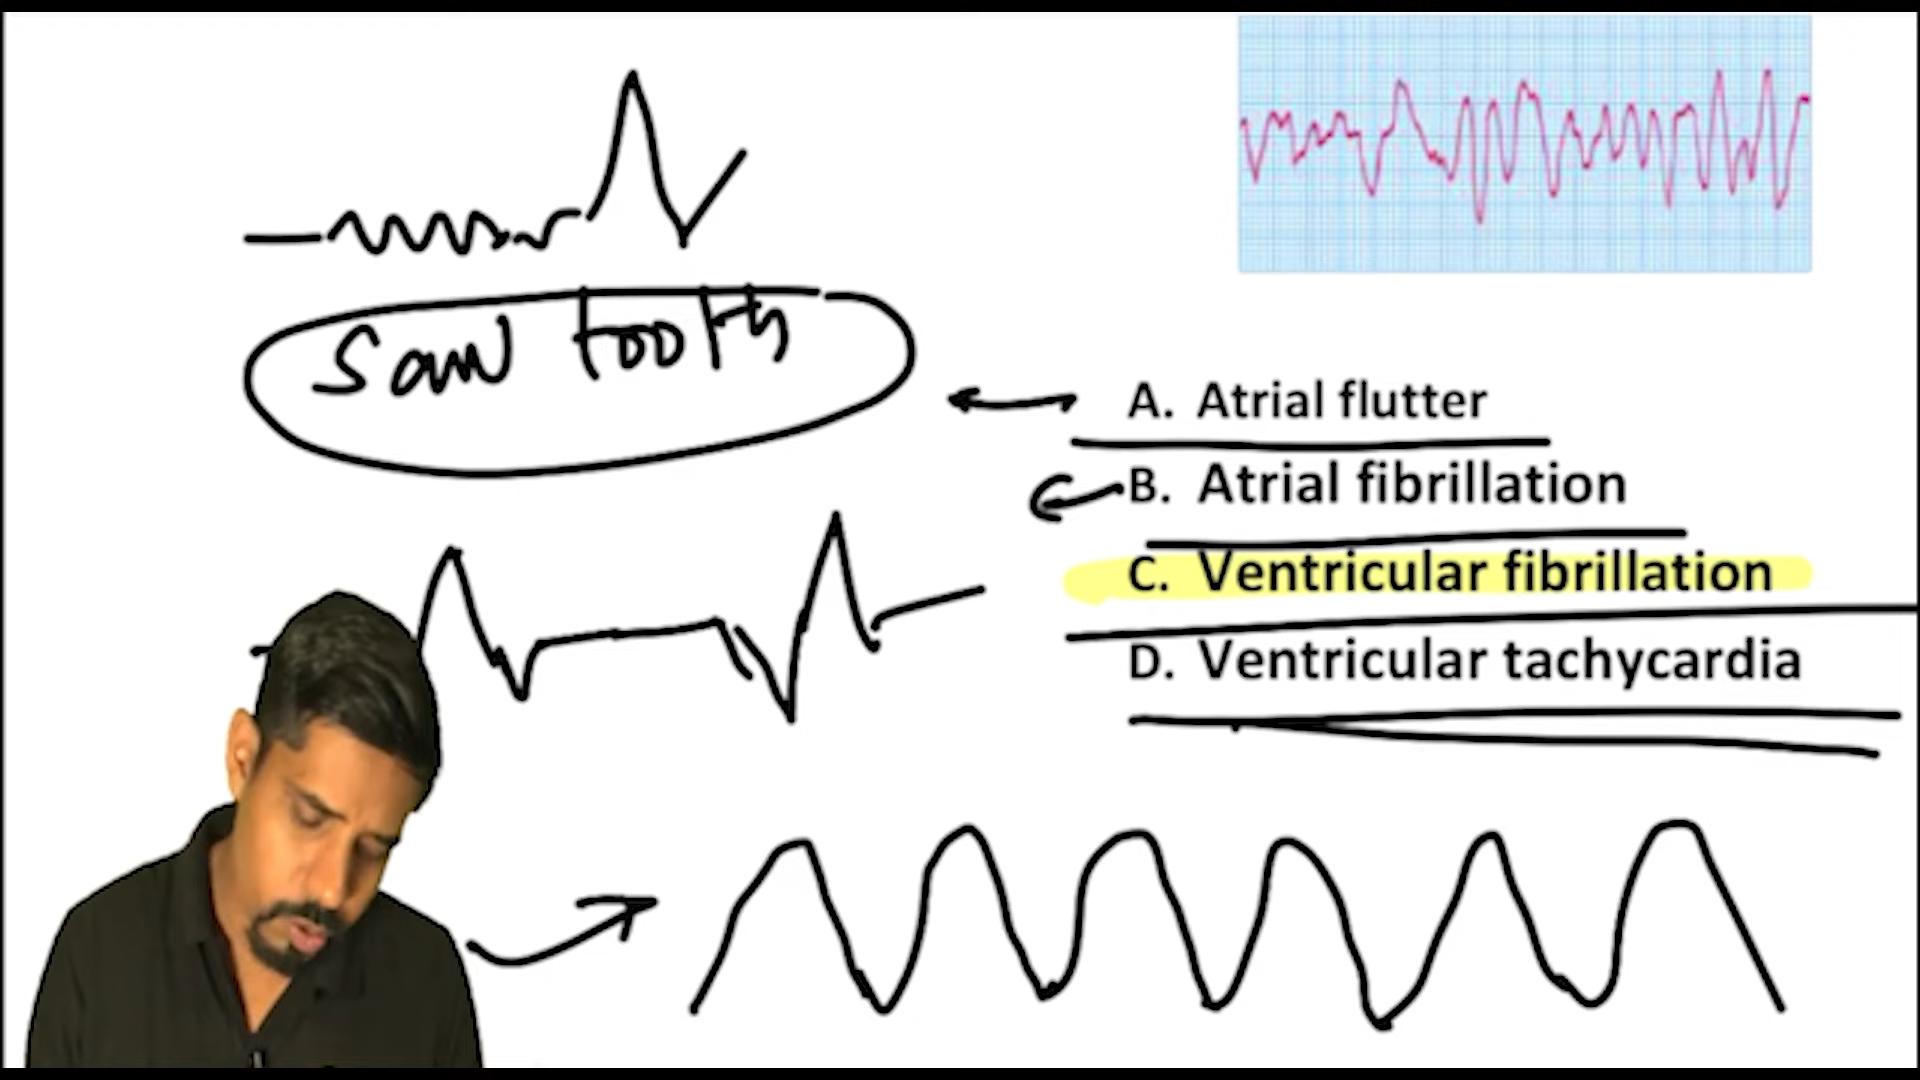 Saw tooth
A. Atrial flutter
B. Atrial fibrillation
C. Ventricular fibrillation
D. Ventricular tachycardia